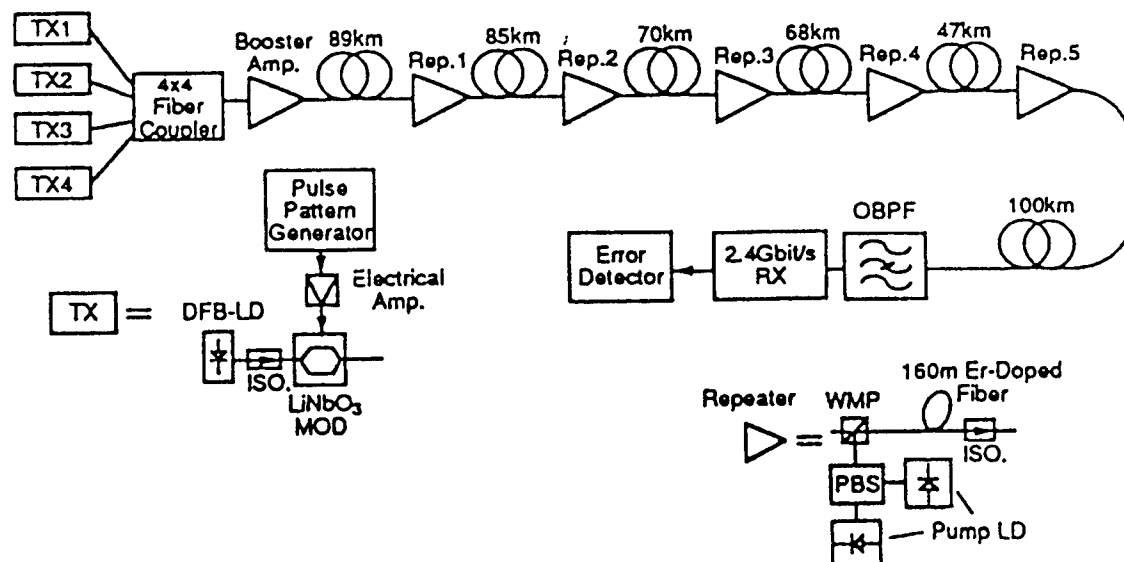 TX1
TX2
TX3
TX4
4x4
Fiber
Coupler
Booster
Amp.
89km
Rep.1
85km
Rep.2
70km
Rep.3
68km
Rep.4
47km
Rep.5
100km
OBPF
2.4Gbit/s
RX
Error
Detector
Pulse
Pattern
Generator
Electrical
Amp.
TX =
DFB-LD
ISO.
LiNbO3
MOD
Repeater
=
WMP
160m Er-Doped
Fiber
ISO.
PBS
Pump LD